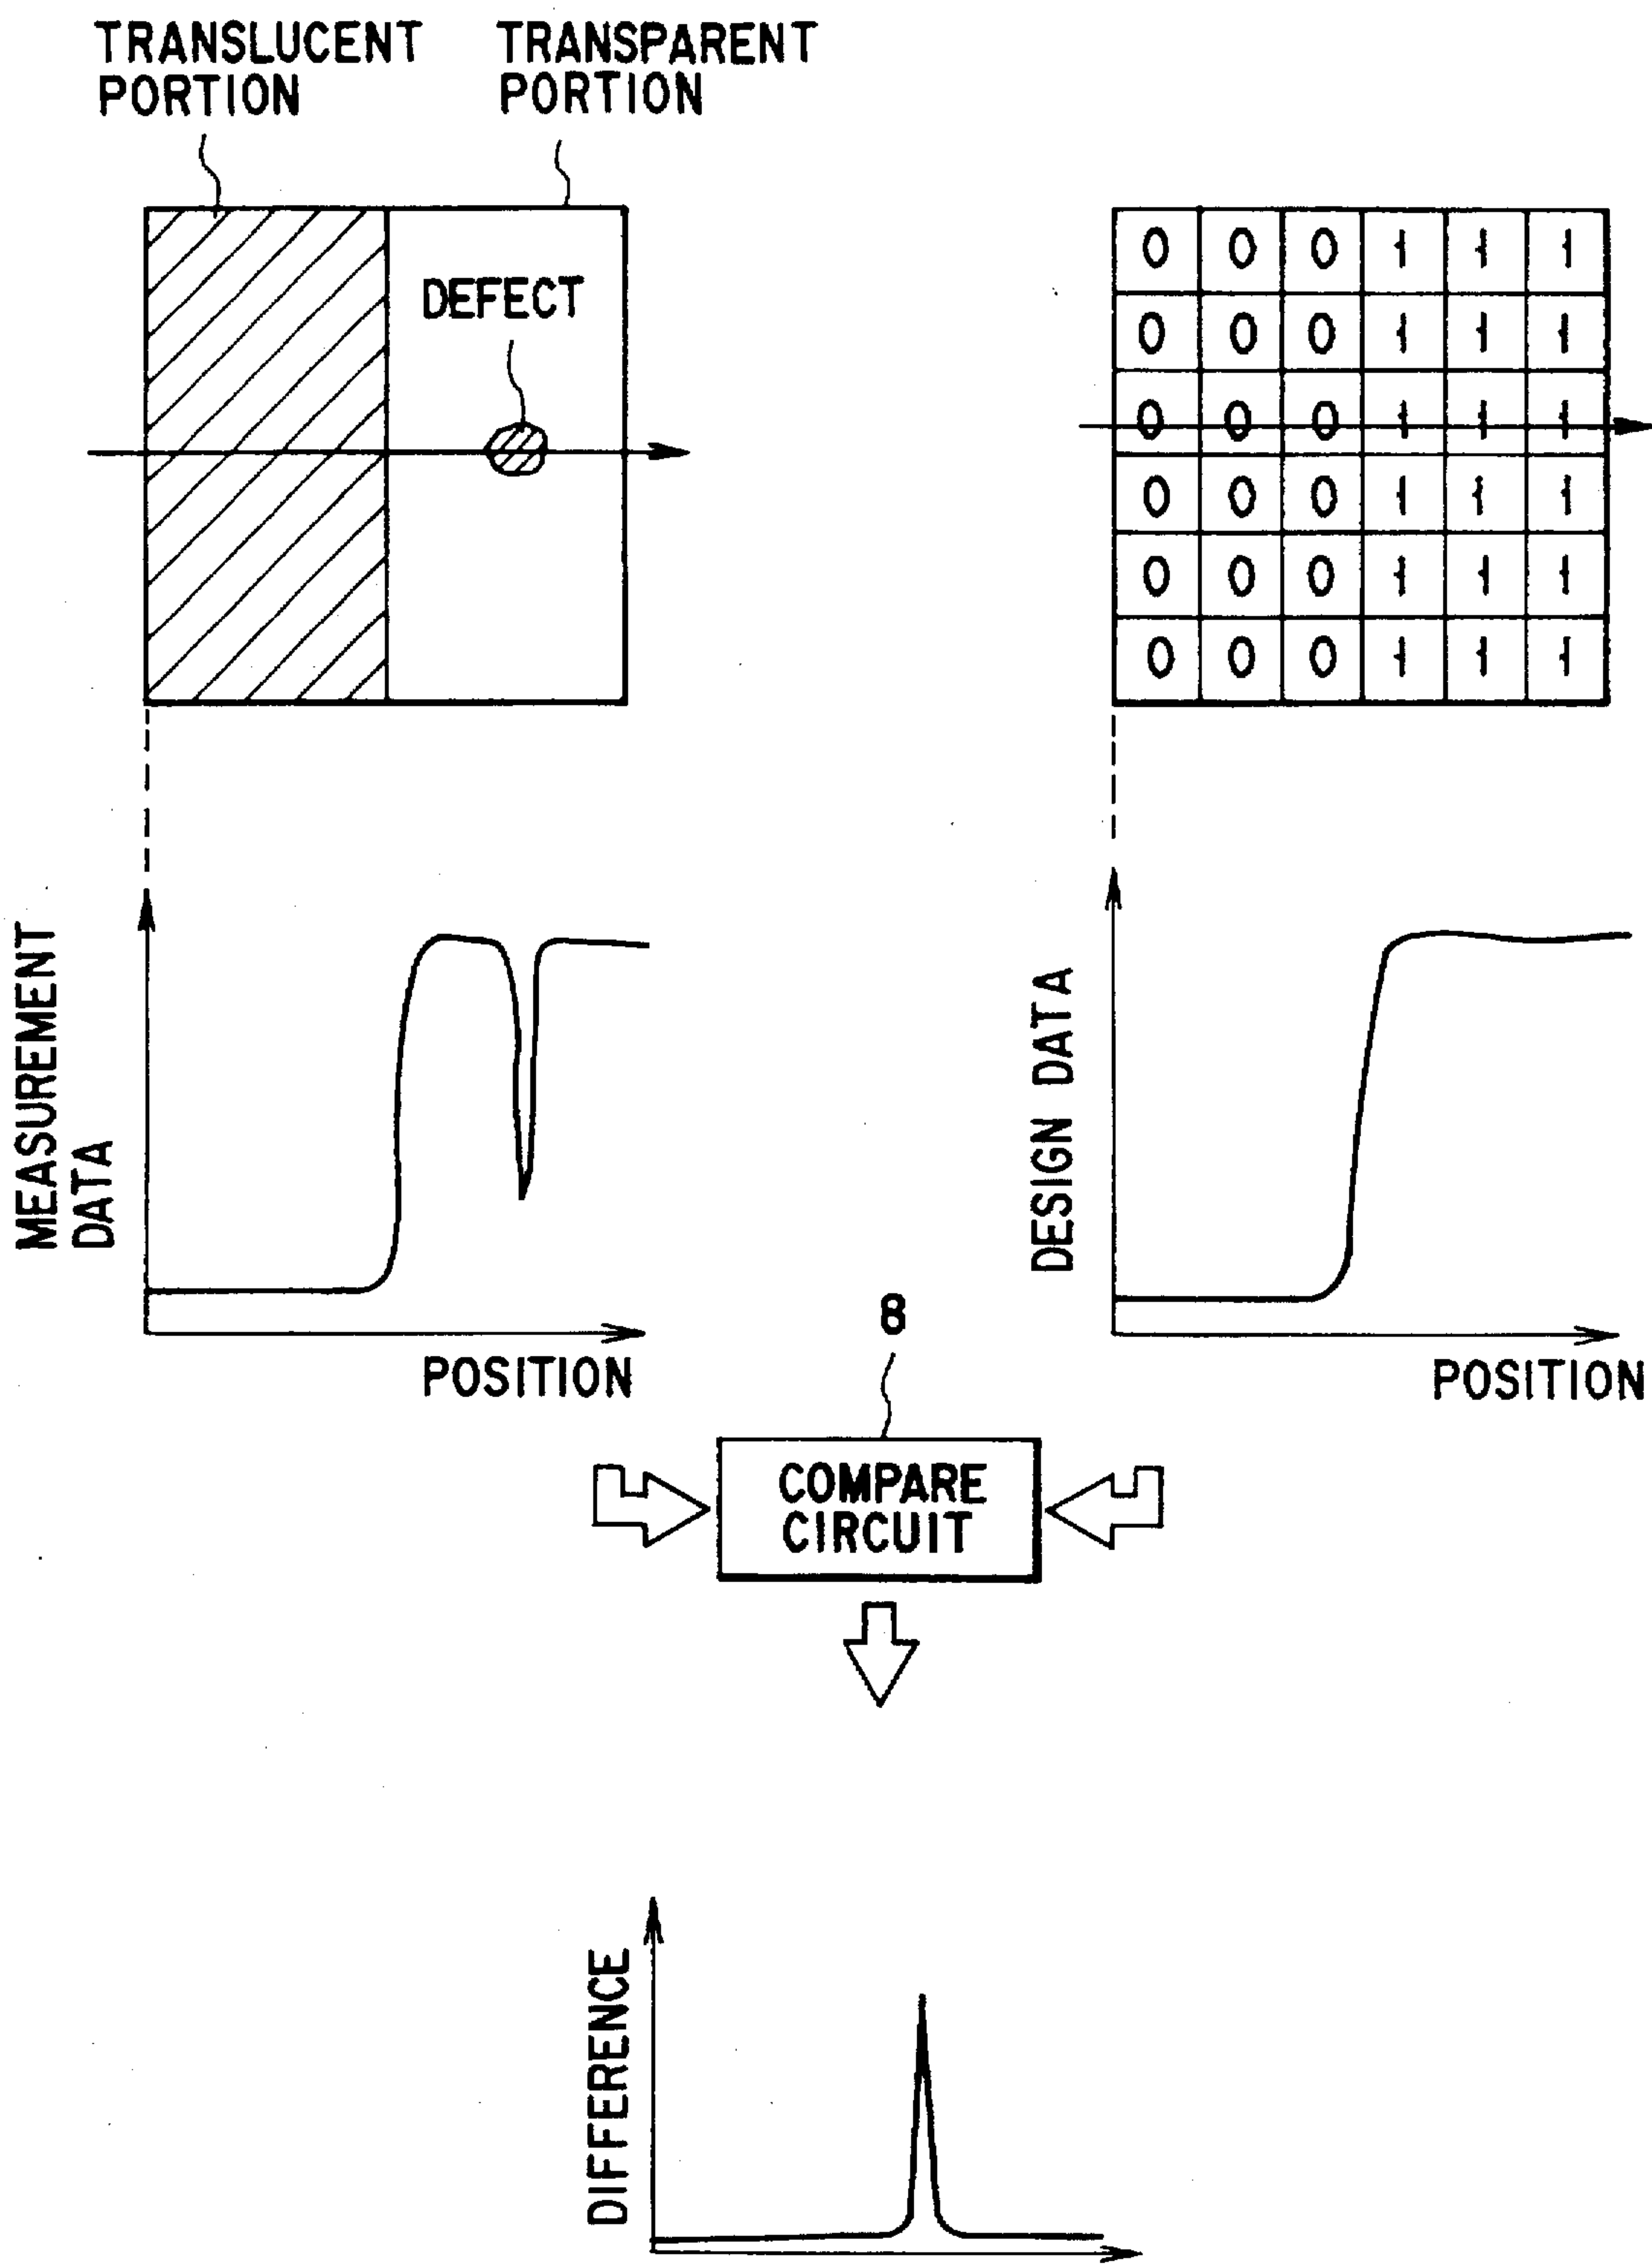 TRANSLUCENT
PORTION
TRANSPARENT
PORTION
DEFECT
0 0 0 1 1 1
0 0 0 1 1 1
0 0 0 1 1 1
0 0 0 1 1 1
0 0 0 1 1 1
0 0 0 1 1 1
MEASUREMENT
DATA
POSITION
DESIGN DATA
POSITION
8
COMPARE
CIRCUIT
DIFFERENCE